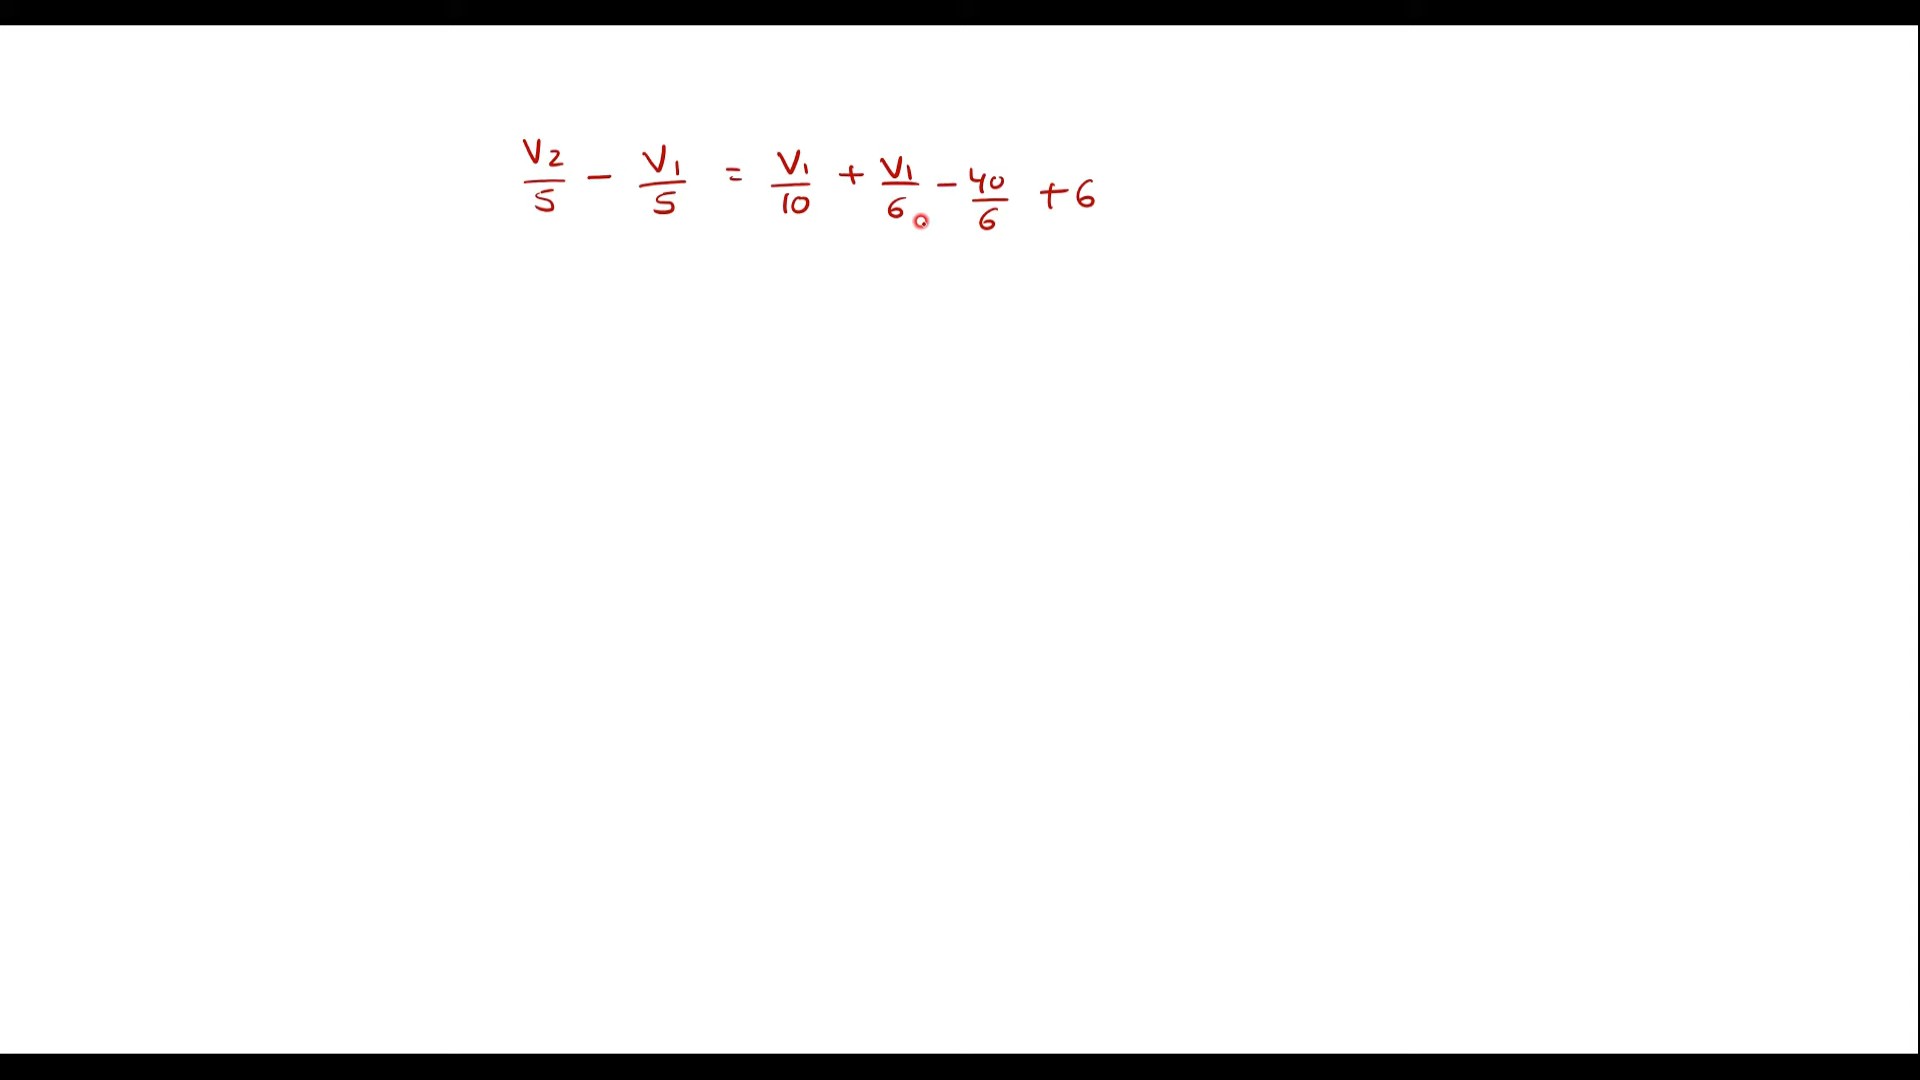 V2/5 - V1/5 = V1/10 + V1/6 - 40/6 + 6